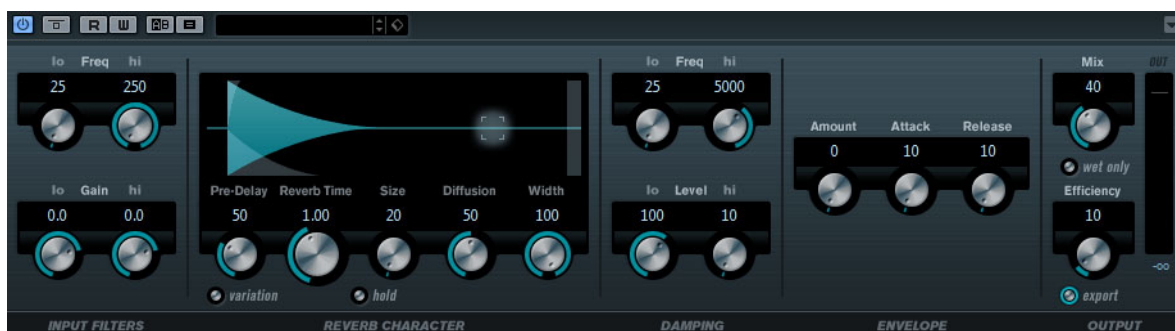 R W AB
lo Freq hi
25 250
lo Gain hi
0.0 0.0
Pre-Delay Reverb Time Size Diffusion Width
50 1.00 20 50 100
variation hold
lo Freq hi
25 5000
lo Level hi
100 10
Amount Attack Release
0 10 10
Mix
40
wet only
Efficiency
10
export
OUT
-∞
INPUT FILTERS REVERB CHARACTER DAMPING ENVELOPE OUTPUT